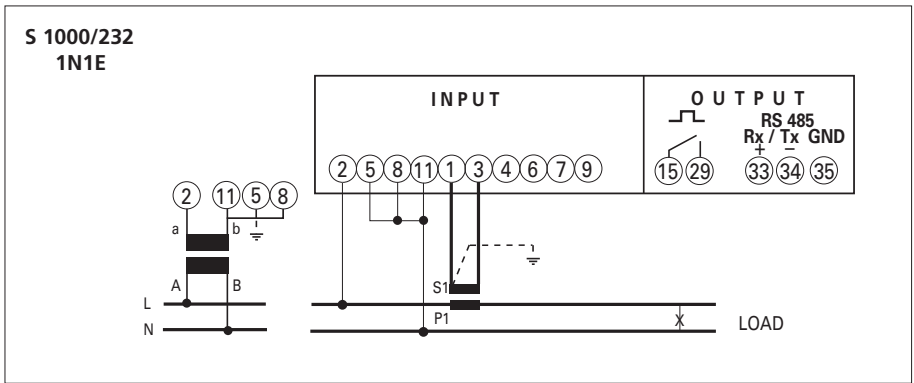 S 1000/232
1N1E
INPUT
OUTPUT
RS 485
Rx / Tx GND
+ −
2 5 8 11 1 3 4 6 7 9
15 29 33 34 35
2 11 5 8
a b
A B
S1
L
P1
N
X
LOAD